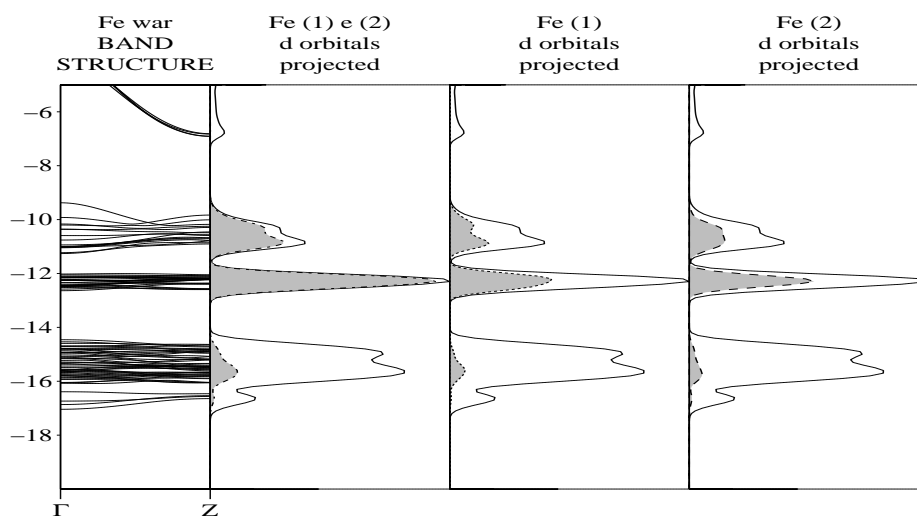 Fe war
BAND
STRUCTURE
Fe (1) e (2)
d orbitals
projected
Fe (1)
d orbitals
projected
Fe (2)
d orbitals
projected
−6
−8
−10
−12
−14
−16
−18
Γ
Z